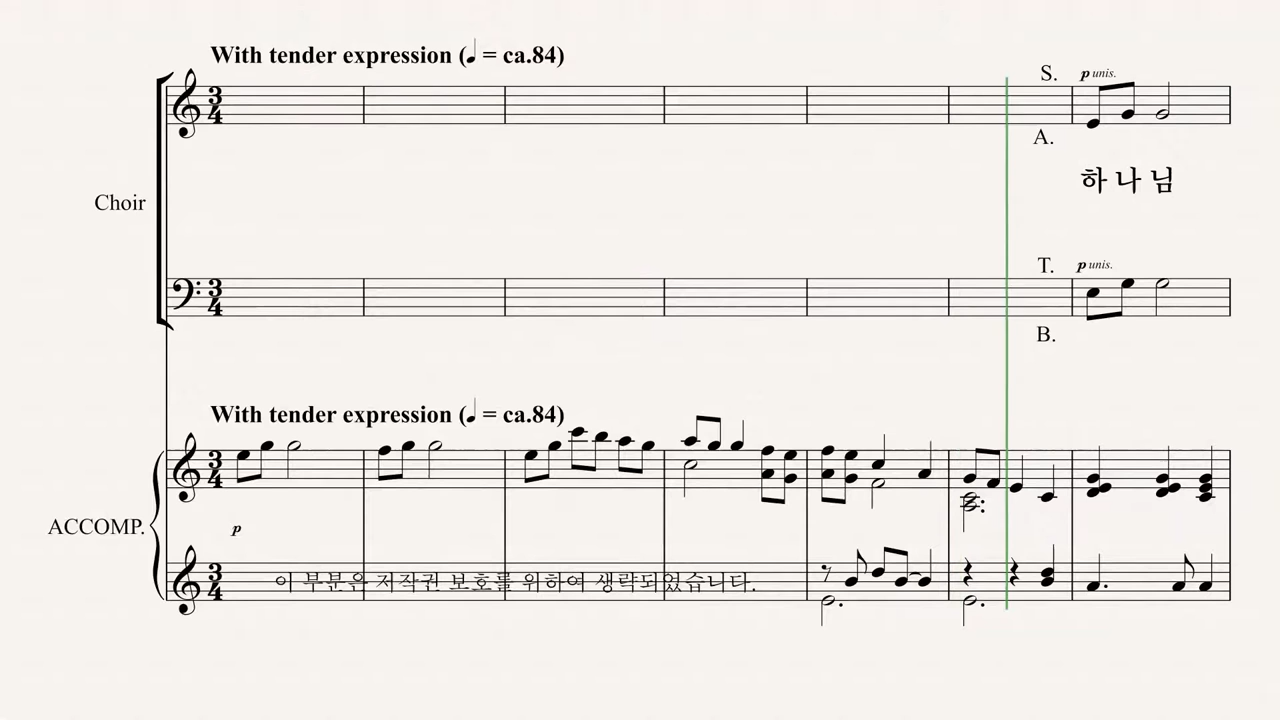 With tender expression (♩ = ca.84)
S.
p unis.
A.
하 나 님
Choir
T.
p unis.
B.
With tender expression (♩ = ca.84)
ACCOMP.
p
이 부분은 저작권 보호를 위하여 생략되었습니다.